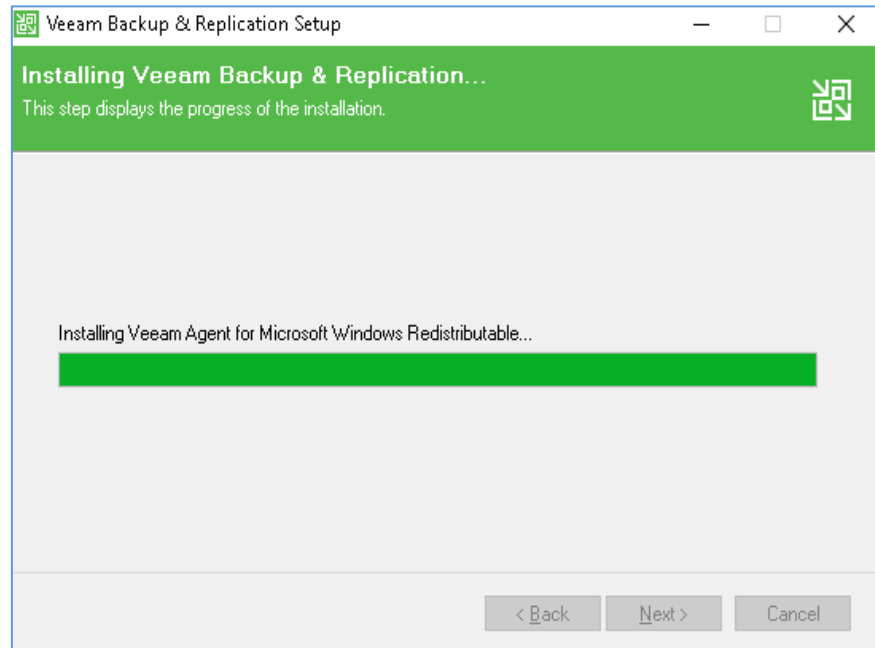 Veeam Backup & Replication Setup
Installing Veeam Backup & Replication...
This step displays the progress of the installation.
Installing Veeam Agent for Microsoft Windows Redistributable...
< Back Next > Cancel